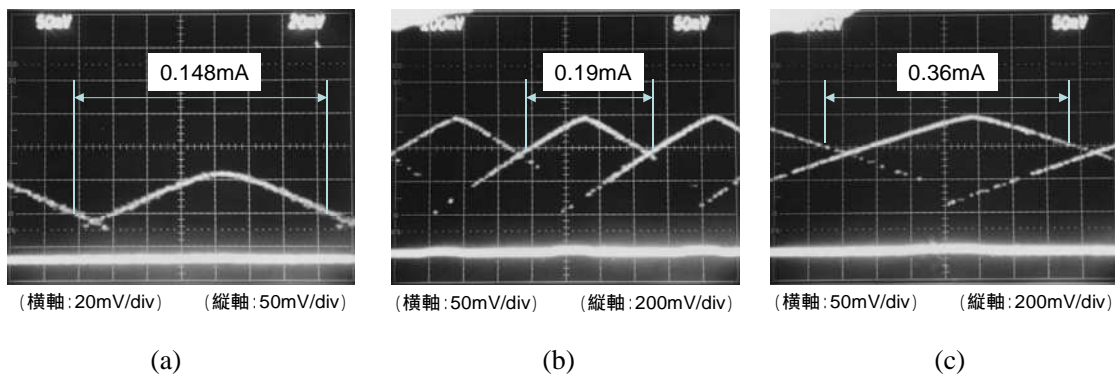 50mV 20mV
0.148mA
(横軸:20mV/div) (縦軸:50mV/div)
(a)
200mV 50mV
0.19mA
(横軸:50mV/div) (縦軸:200mV/div)
(b)
50mV
0.36mA
(横軸:50mV/div) (縦軸:200mV/div)
(c)